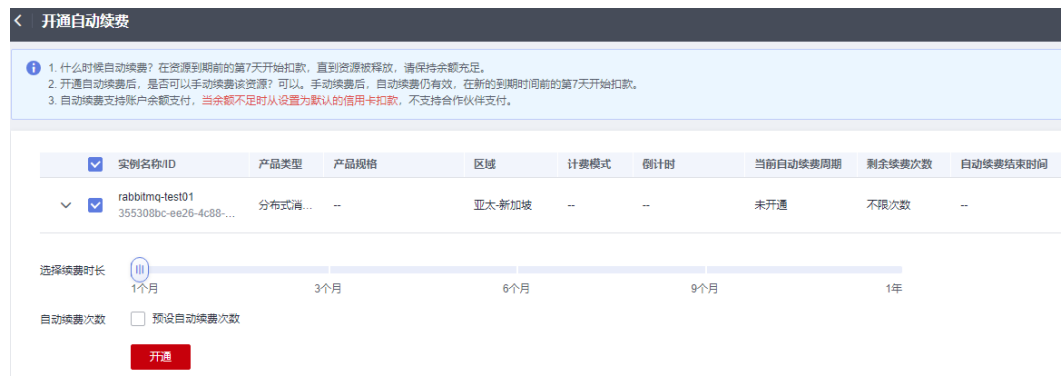 开通自动续费
1. 什么时候自动续费？在资源到期前的第7天开始扣款，直到资源被释放，请保持余额充足。
2. 开通自动续费后，是否可以手动续费该资源？可以。手动续费后，自动续费仍有效，在新的到期时间前的第7天开始扣款。
3. 自动续费支持账户余额支付，当余额不足时从设置为默认的信用卡扣款，不支持合作伙伴支付。
实例名称/ID 产品类型 产品规格 区域 计费模式 倒计时 当前自动续费周期 剩余续费次数 自动续费结束时间
rabbitmq-test01
355308bc-ee26-4c88-...
分布式消... -- 亚太-新加坡 -- -- 未开通 不限次数 --
选择续费时长
1个月 3个月 6个月 9个月 1年
自动续费次数 预设自动续费次数
开通